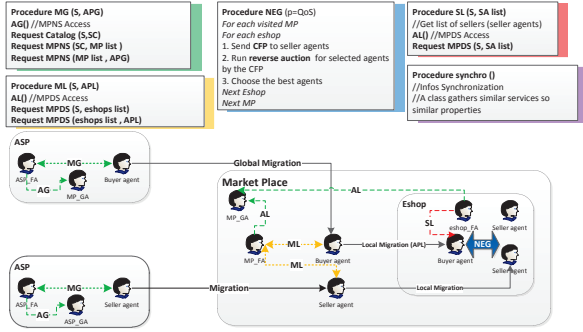 Procedure MG (S, APG)
AG() //MPNS Access
Request Catalog (S,SC)
Request MPNS (SC, MP list )
Request MPNS (MP list , APG)
Procedure NEG (p=QoS)
For each visited MP
For each eshop
1. Send CFP to seller agents
2. Run reverse auction for selected agents
by the CFP
3. Choose the best agents
Next Eshop
Next MP
Procedure SL (S, SA list)
//Get list of sellers (seller agents)
AL() //MPDS Access
Request MPDS (S, SA list)
Procedure synchro ()
//Infos Synchronization
//A class gathers similar services so
similar properties
Procedure ML (S, APL)
AL() //MPDS Access
Request MPDS (S, eshops list)
Request MPDS (eshops list , APL)
ASP
MG
ASP_FA
Buyer agent
AG
MP_GA
Global Migration
Market Place
MP_GA
AL
AL
MP_FA
ML
Buyer agent
ML
Seller agent
Local Migration (APL)
Eshop
eshop_FA
SL
Buyer agent
NEG
Seller agent
Seller agent
Local Migration
ASP
MG
ASP_FA
Seller agent
AG
ASP_GA
Migration